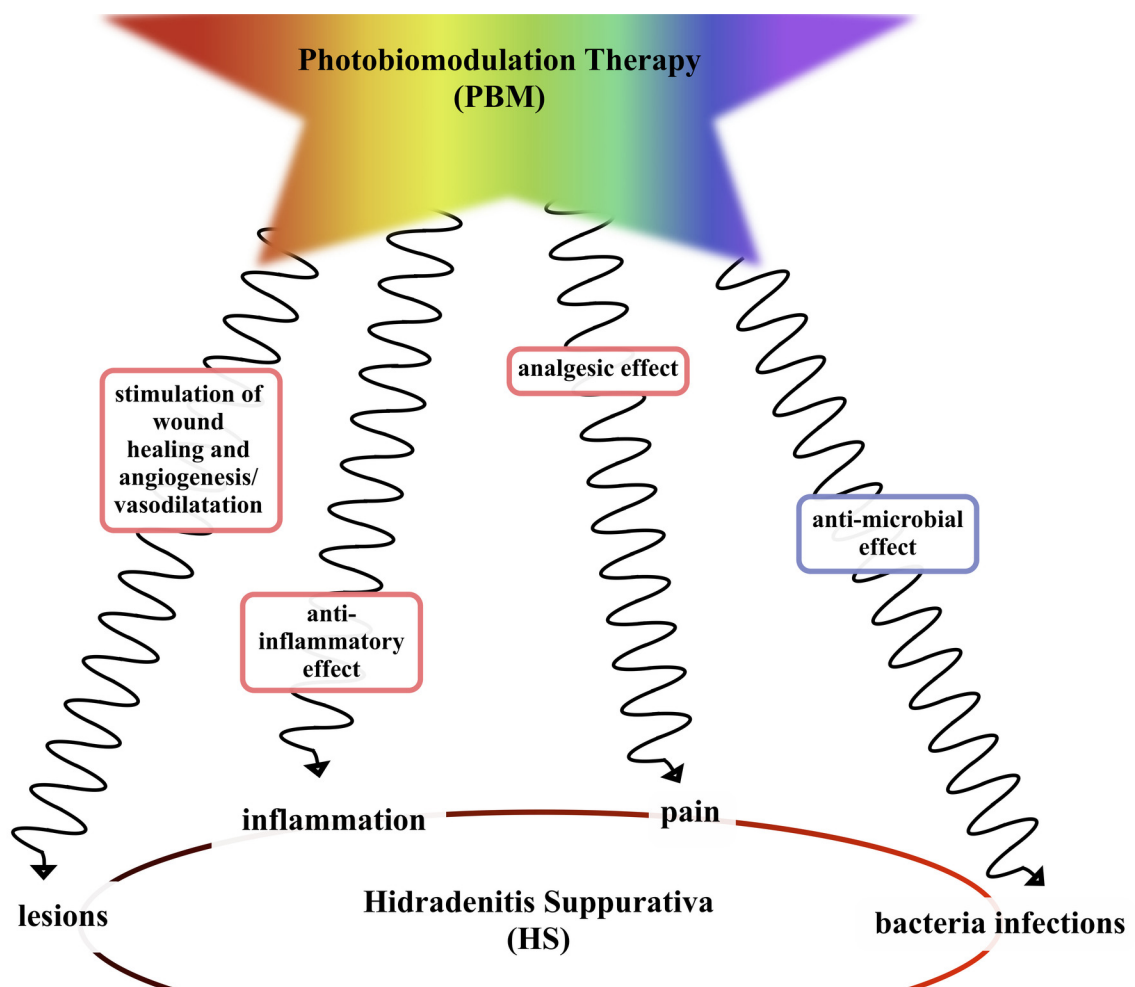 Photobiomodulation Therapy
(PBM)
stimulation of
wound
healing and
angiogenesis/
vasodilatation
anti-
inflammatory
effect
analgesic effect
anti-microbial
effect
lesions
inflammation
pain
bacteria infections
Hidradenitis Suppurativa
(HS)